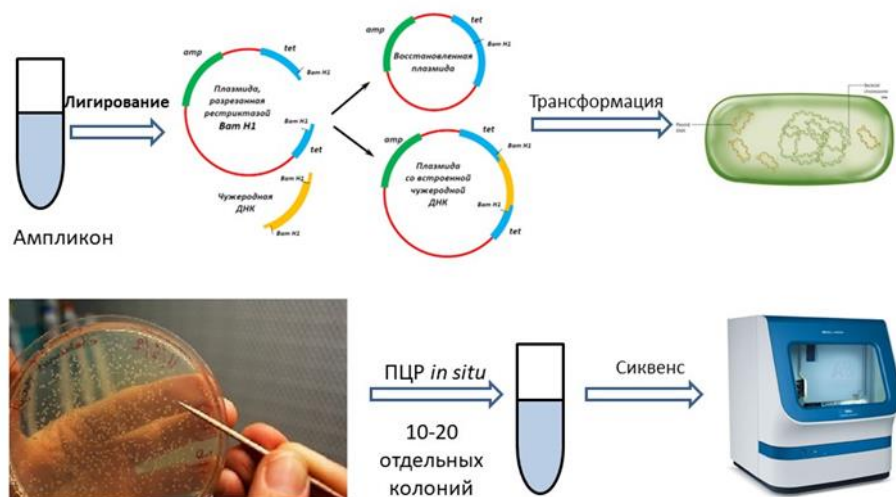 Лигирование
Ампликон
amp
tet
Bam H1
Плазмида,
разрезанная
рестриктазой
Bam H1
Bam H1
tet
Bam H1
Чужеродная
ДНК
Bam H1
amp
tet
Bam H1
Восстановленная
плазмида
amp
tet
Bam H1
Плазмида
со встроенной
чужеродной
ДНК
Bam H1
tet
Трансформация
ПЦР in situ
10-20
отдельных
колоний
Сиквенс